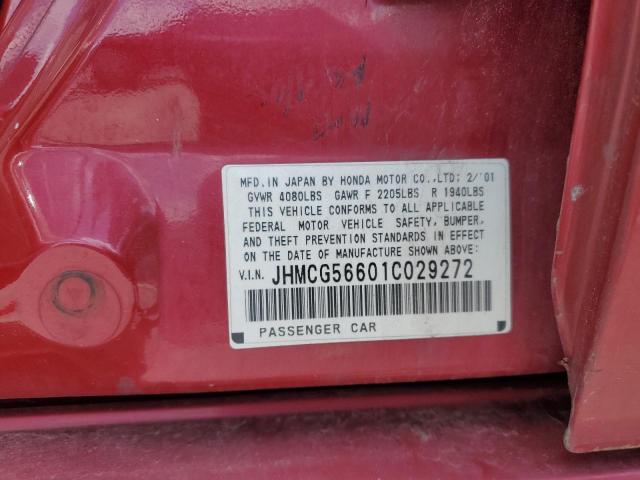 MFD.IN JAPAN BY HONDA MOTOR CO.,LTD: 2/'01
GVWR 4080LBS GAWR F 2205LBS R 1940LBS
THIS VEHICLE CONFORMS TO ALL APPLICABLE
FEDERAL MOTOR VEHICLE SAFETY, BUMPER,
AND THEFT PREVENTION STANDARDS IN EFFECT
ON THE DATE OF MANUFACTURE SHOWN ABOVE:
V.I.N. JHMCG56601C029272
PASSENGER CAR